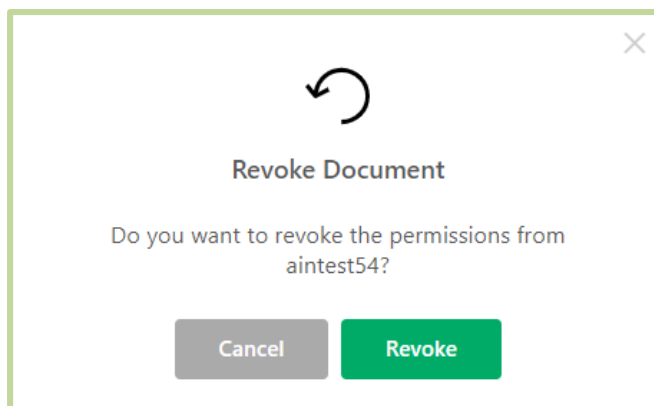 Revoke Document
Do you want to revoke the permissions from
aintest54?
Cancel
Revoke